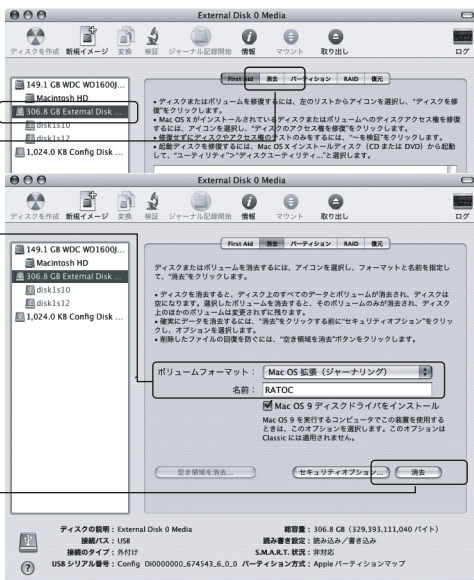 External Disk 0 Media
ディスクを作成 新規イメージ 変換 検証 ジャーナル記録開始 情報 マウント 取り出し ログ
149.1 GB WDC WD1600J...
Macintosh HD
306.8 GB External Disk...
disk1s10
disk1s12
1,024.0 KB Config Disk ...
First Aid 消去 パーティション RAID 復元
• ディスクまたはボリュームを修復するには、左のリストからアイコンを選択し、"ディスクを修
復"をクリックします。
• Mac OS Xがインストールされているディスクまたはボリュームへのディスクアクセス権を修復
するには、アイコンを選択し、"ディスクのアクセス権を修復"をクリックします。
• 修復せずにディスクやアクセス権のテストのみをするには、"〜を検証"をクリックします。
• 起動ディスクを修復するには、Mac OS X インストールディスク（CD または DVD）から起動
して、"ユーティリティ">"ディスクユーティリティ..."と選択します。
External Disk 0 Media
ディスクを作成 新規イメージ 変換 検証 ジャーナル記録開始 情報 マウント 取り出し ログ
149.1 GB WDC WD1600J...
Macintosh HD
306.8 GB External Disk...
disk1s10
disk1s12
1,024.0 KB Config Disk ...
First Aid 消去 パーティション RAID 復元
ディスクまたはボリュームを消去するには、アイコンを選択し、フォーマットと名前を指定し
て、"消去"をクリックします。
• ディスクを消去すると、ディスク上のすべてのデータとボリュームが消去され、ディスクは
空になります。選択したボリュームを消去すると、そのボリュームのみが消去され、ディスク
上のほかのボリュームは変更されずに残ります。
• 確実にデータを消去するには、"消去"をクリックする前に"セキュリティオプション"をクリッ
クし、オプションを選択します。
• 削除したファイルの回復を防ぐには、"空き領域を消去"ボタンをクリックします。
ボリュームフォーマット： Mac OS 拡張（ジャーナリング）
名前： RATOC
Mac OS 9 ディスクドライバをインストール
Mac OS 9 を実行するコンピュータでこの装置を使用する
ときは、このオプションを選択します。このオプションは
Classic には適用されません。
空き領域を消去... セキュリティオプション... 消去
ディスクの説明：External Disk 0 Media 総容量：306.8 GB（329,393,111,040 バイト）
接続バス：USB 読み書き設定：読み込み／書き込み
接続のタイプ：外付け S.M.A.R.T. 状況：非対応
USB シリアル番号：Config Di0000000_674543_6_0_0 パーティション方式：Apple パーティションマップ
?